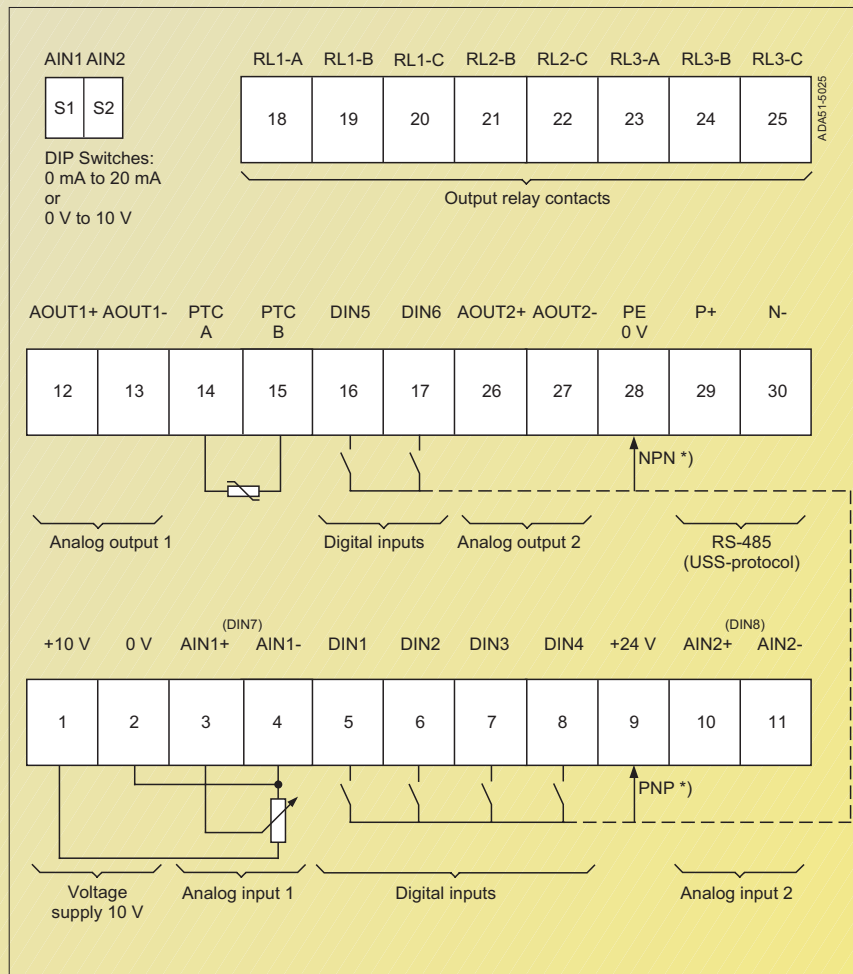 AIN1 AIN2
S1 S2
DIP Switches:
0 mA to 20 mA
or
0 V to 10 V
RL1-A RL1-B RL1-C RL2-B RL2-C RL3-A RL3-B RL3-C
18 19 20 21 22 23 24 25
ADA51-5025
Output relay contacts
AOUT1+ AOUT1- PTC A PTC B DIN5 DIN6 AOUT2+ AOUT2- PE 0 V P+ N-
12 13 14 15 16 17 26 27 28 29 30
NPN *)
Analog output 1
Digital inputs
Analog output 2
RS-485
(USS-protocol)
(DIN7) (DIN8)
+10 V 0 V AIN1+ AIN1- DIN1 DIN2 DIN3 DIN4 +24 V AIN2+ AIN2-
1 2 3 4 5 6 7 8 9 10 11
PNP *)
Voltage
supply 10 V
Analog input 1
Digital inputs
Analog input 2